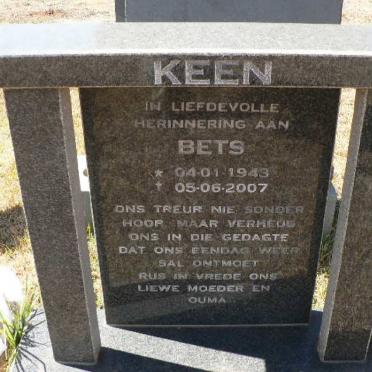 KEEN
IN LIEFDEVOLLE
HERINNERING AAN
BETS
* 04-01-1943
† 05-06-2007
ONS TREUR NIE SONDER
HOOP MAAR VERHEUG
ONS IN DIE GEDAGTE
DAT ONS EENDAG WEER
SAL ONTMOET
RUS IN VREDE ONS
LIEWE MOEDER EN
OUMA